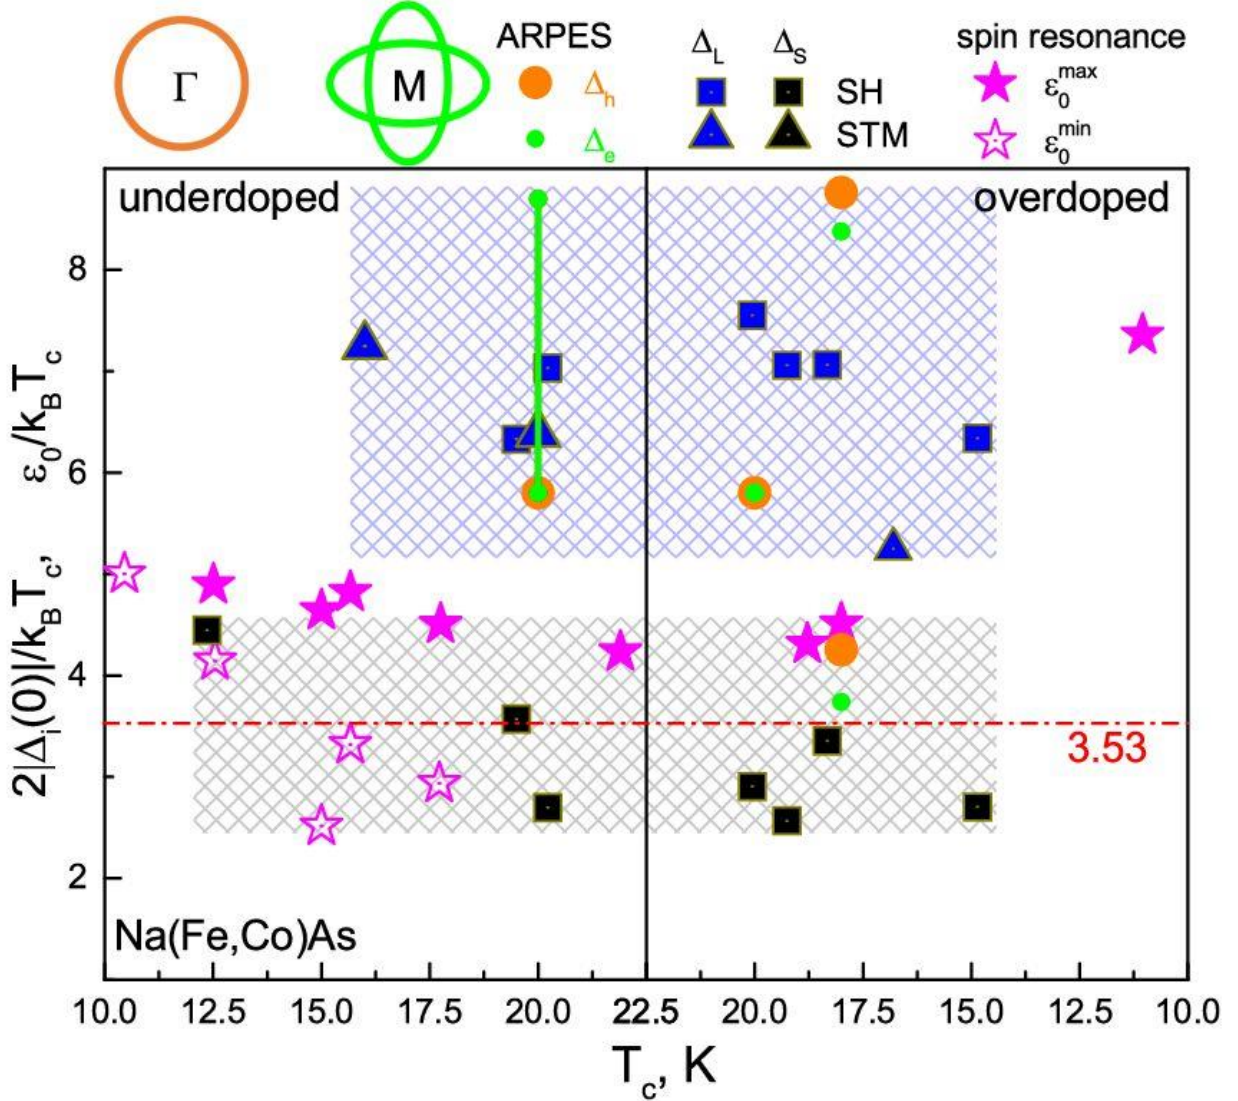 Γ
M
ARPES
Δh
Δe
ΔL ΔS
SH
STM
spin resonance
ε0max
ε0min
underdoped
overdoped
8
6
4
2
2|Δi(0)|/kBTc, ε0/kBTc
3.53
Na(Fe,Co)As
10.0 12.5 15.0 17.5 20.0 22.5 20.0 17.5 15.0 12.5 10.0
Tc, K